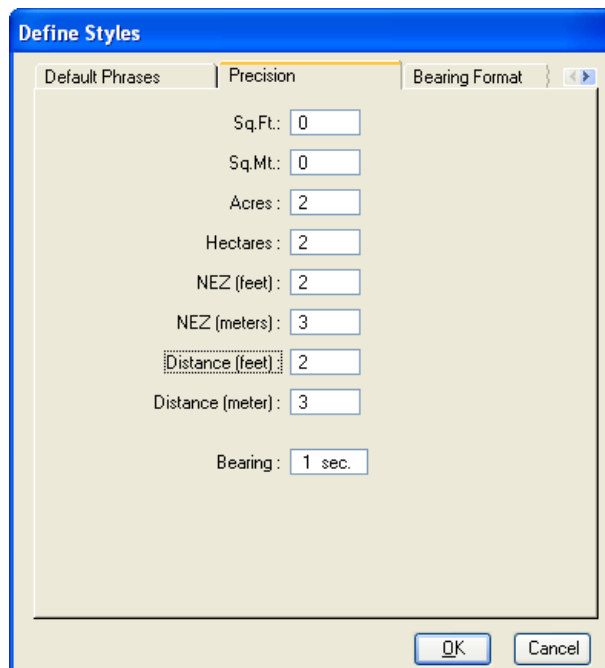 Define Styles
Default Phrases Precision Bearing Format
Sq.Ft.: 0
Sq.Mt.: 0
Acres : 2
Hectares : 2
NEZ (feet) : 2
NEZ (meters) : 3
Distance (feet) : 2
Distance (meter) : 3
Bearing : 1 sec.
OK Cancel